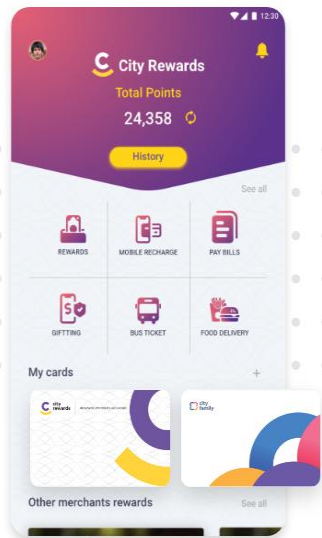 12:30
City Rewards
Total Points
24,358
History
See all
REWARDS
MOBILE RECHARGE
PAY BILLS
GIFTTING
BUS TICKET
FOOD DELIVERY
My cards
+
city
rewards
city
family
Other merchants rewards
See all